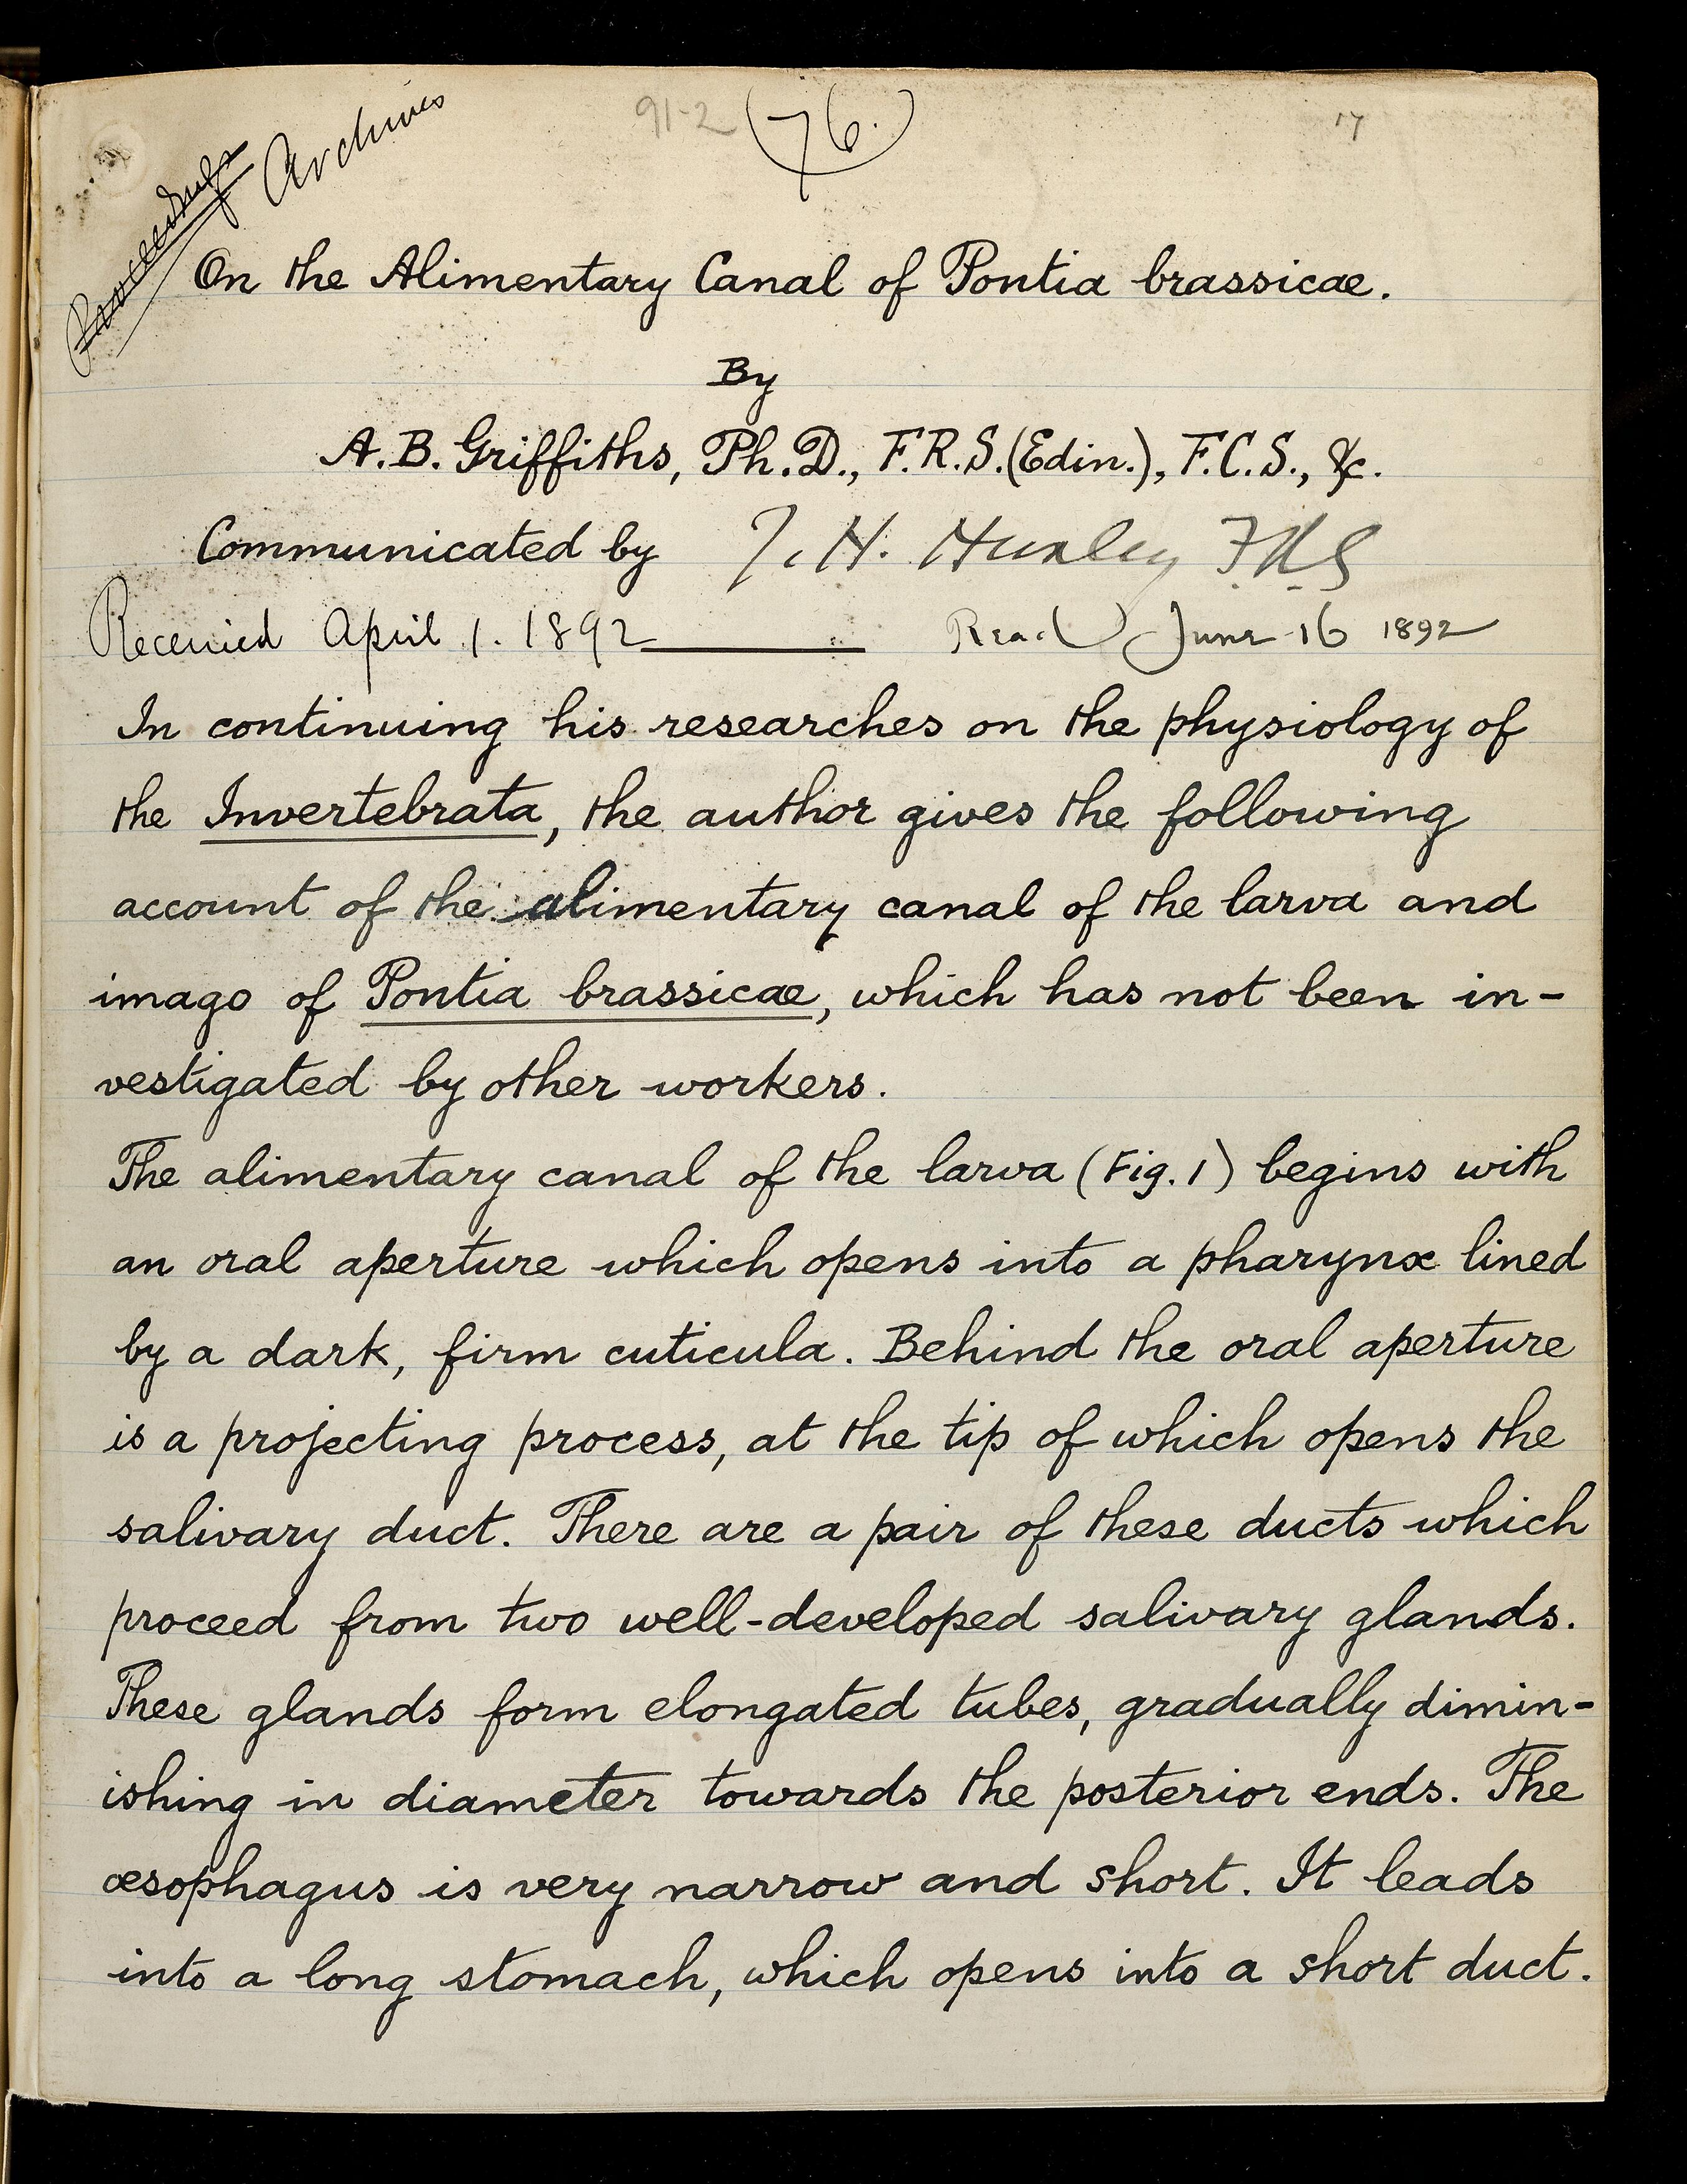 91-2 (76.) 17
Proceedings Archives
On the Alimentary Canal of Pontia brassicae.
By
A. B. Griffiths, Ph.D., F.R.S.(Edin.), F.C.S., &c.
Communicated by T. H. Huxley FRS
Received April 1. 1892 Read June 16 1892
In continuing his researches on the physiology of
the Invertebrata, the author gives the following
account of the alimentary canal of the larva and
imago of Pontia brassicae, which has not been in-
vestigated by other workers.
The alimentary canal of the larva (Fig. 1) begins with
an oral aperture which opens into a pharynx lined
by a dark, firm cuticula. Behind the oral aperture
is a projecting process, at the tip of which opens the
salivary duct. There are a pair of these ducts which
proceed from two well-developed salivary glands.
These glands form elongated tubes, gradually dimin-
ishing in diameter towards the posterior ends. The
œsophagus is very narrow and short. It leads
into a long stomach, which opens into a short duct.